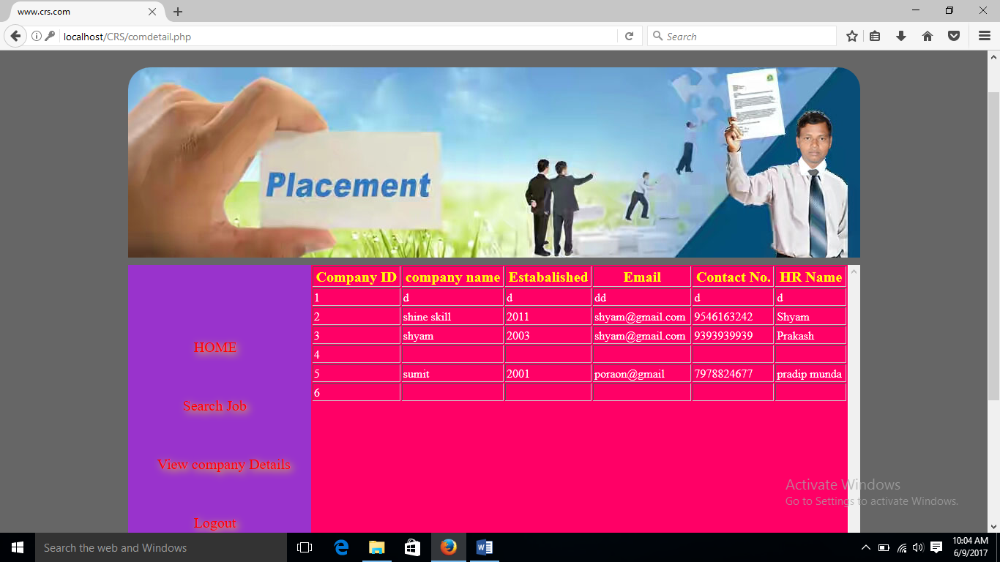 www.crs.com
localhost/CRS/comdetail.php
Search
Placement
Company ID company name Estabalished Email Contact No. HR Name
1 d d dd d d
2 shine skill 2011 shyam@gmail.com 9546163242 Shyam
3 shyam 2003 shyam@gmail.com 9393939939 Prakash
4
5 sumit 2001 poraon@gmail 7978824677 pradip munda
6
HOME
Search Job
View company Details
Logout
Activate Windows
Go to Settings to activate Windows.
Search the web and Windows
10:04 AM
6/9/2017